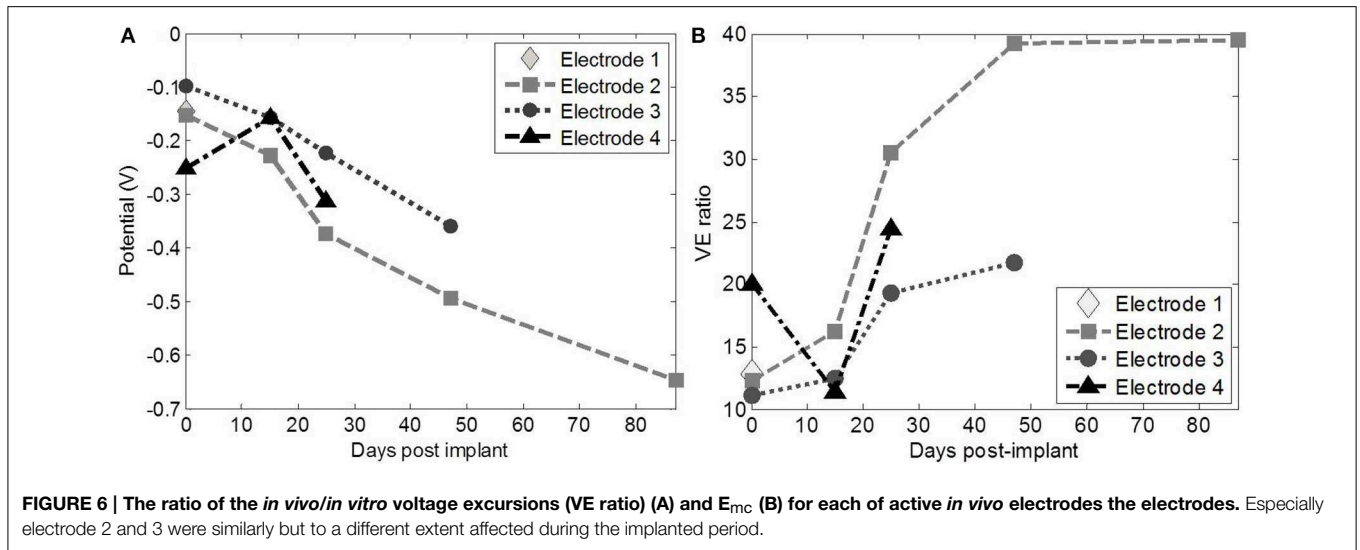 A
0
-0.1
-0.2
-0.3
-0.4
-0.5
-0.6
-0.7
Potential (V)
0 10 20 30 40 50 60 70 80
Days post implant
Electrode 1
Electrode 2
Electrode 3
Electrode 4
B
40
35
30
25
20
15
10
VE ratio
0 10 20 30 40 50 60 70 80
Days post-implant
Electrode 1
Electrode 2
Electrode 3
Electrode 4
FIGURE 6 | The ratio of the in vivo/in vitro voltage excursions (VE ratio) (A) and Emc (B) for each of active in vivo electrodes the electrodes. Especially
electrode 2 and 3 were similarly but to a different extent affected during the implanted period.